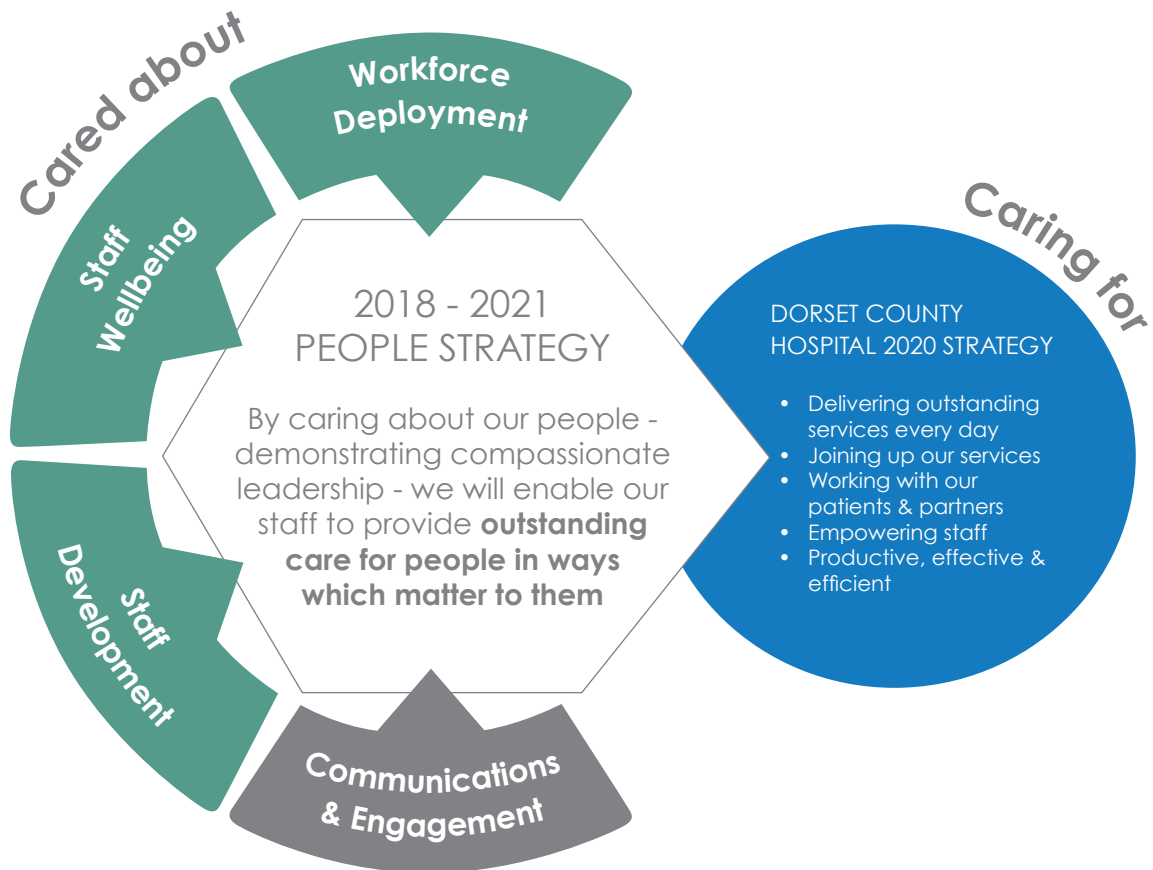 Cared about
Workforce
Deployment
Staff
Wellbeing
Staff
Development
Communications
& Engagement
2018 - 2021
PEOPLE STRATEGY
By caring about our people -
demonstrating compassionate
leadership - we will enable our
staff to provide outstanding
care for people in ways
which matter to them
Caring for
DORSET COUNTY
HOSPITAL 2020 STRATEGY
• Delivering outstanding
services every day
• Joining up our services
• Working with our
patients & partners
• Empowering staff
• Productive, effective &
efficient